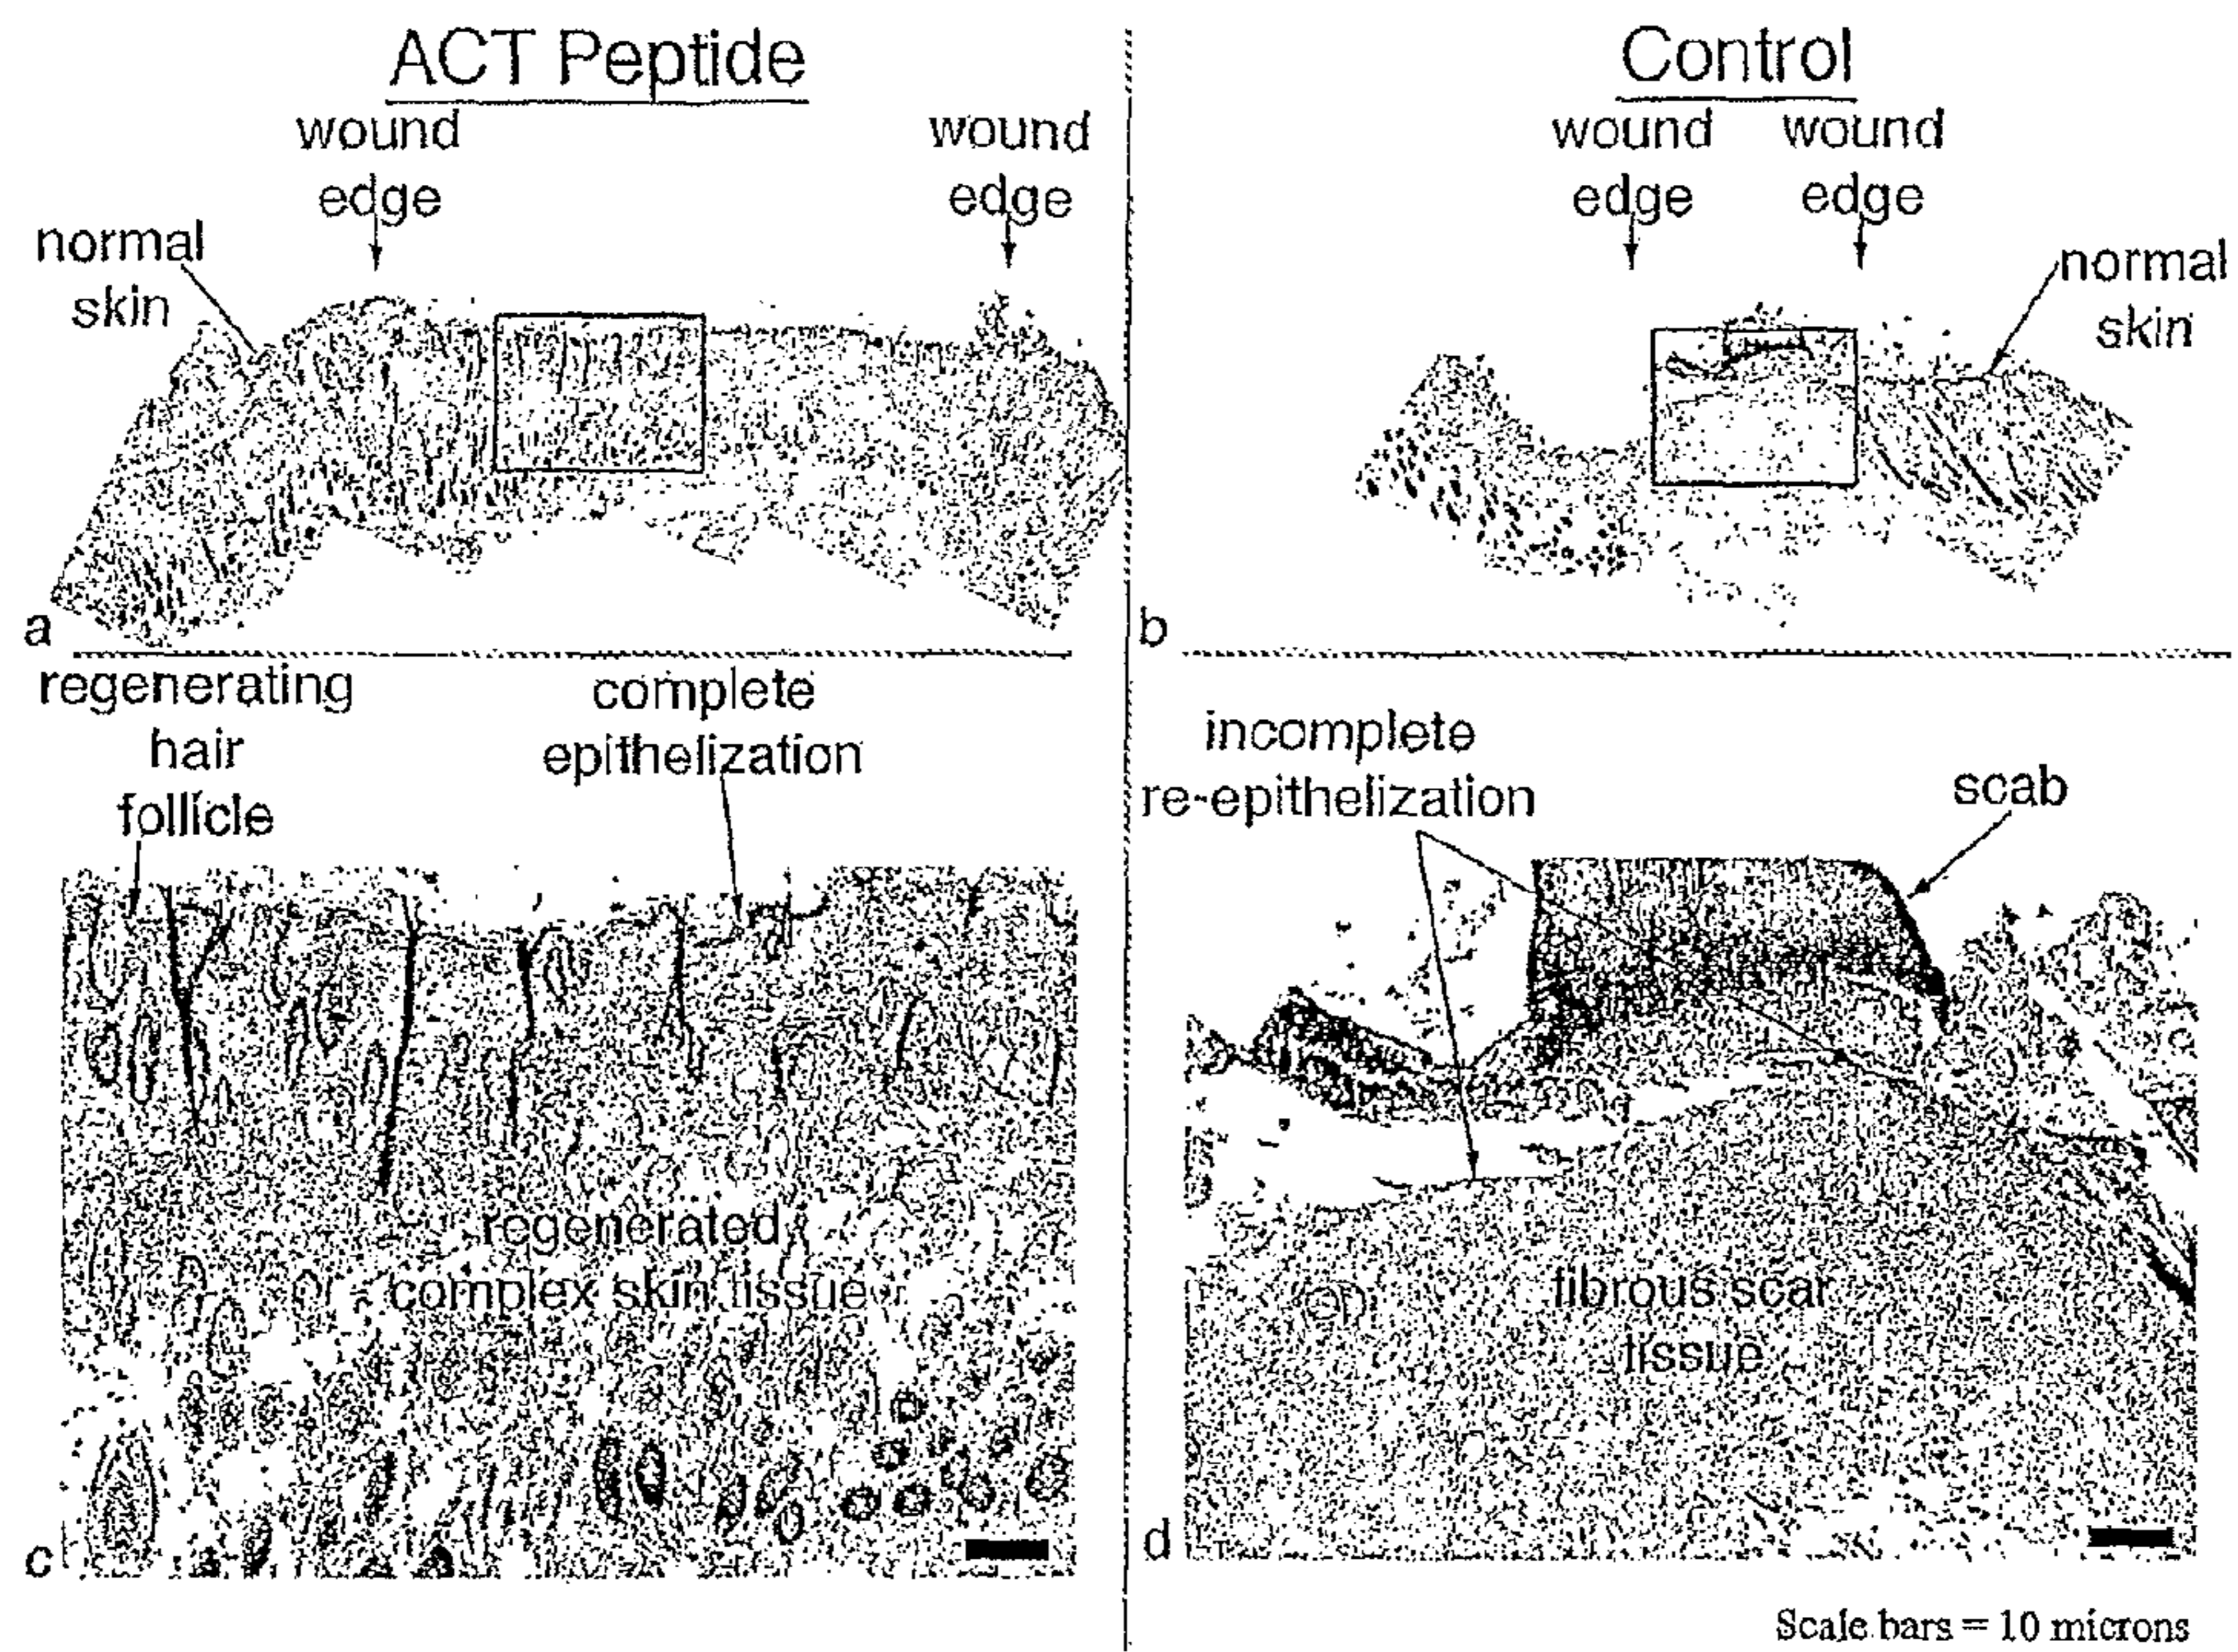 ACT Peptide
Control
wound
edge
wound
edge
normal
skin
a
wound
edge
wound
edge
normal
skin
b
regenerating
hair
follicle
complete
epithelization
regenerated
complex skin tissue
c
incomplete
re-epithelization
scab
fibrous scar
tissue
d
Scale bars = 10 microns